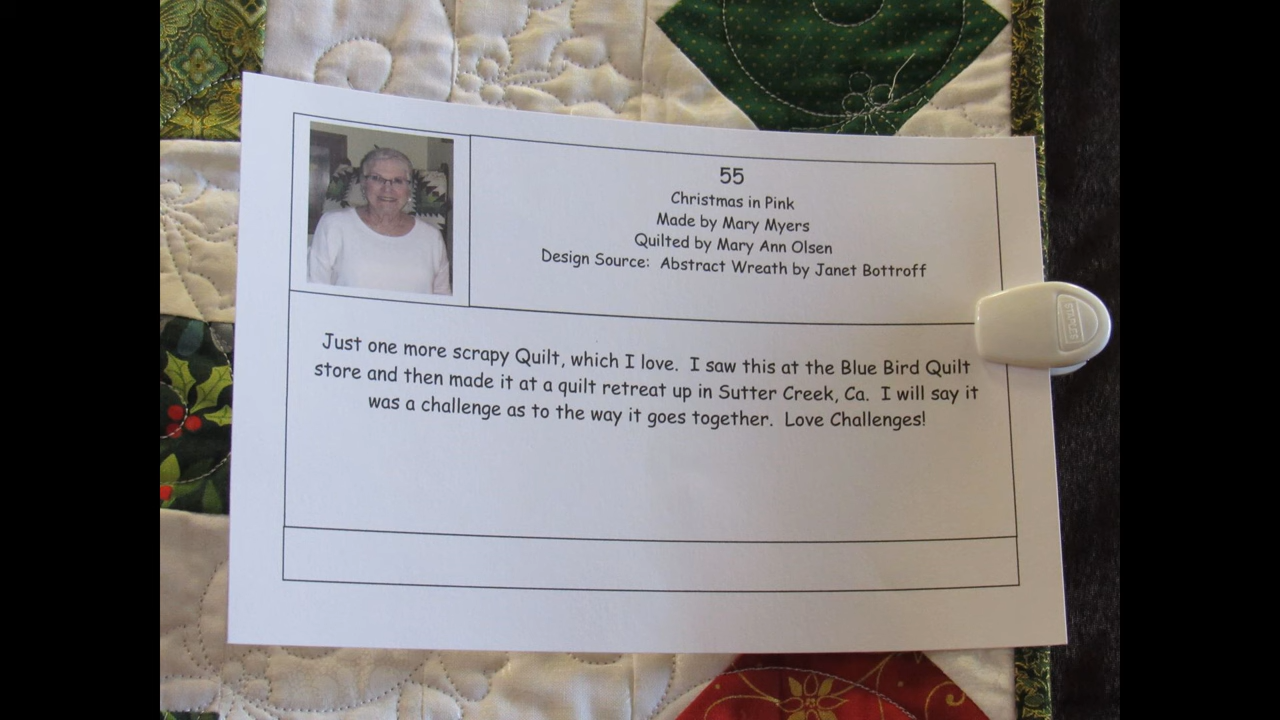 55
Christmas in Pink
Made by Mary Myers
Quilted by Mary Ann Olsen
Design Source: Abstract Wreath by Janet Bottroff
Just one more scrapy Quilt, which I love. I saw this at the Blue Bird Quilt
store and then made it at a quilt retreat up in Sutter Creek, Ca. I will say it
was a challenge as to the way it goes together. Love Challenges!
STAPLES